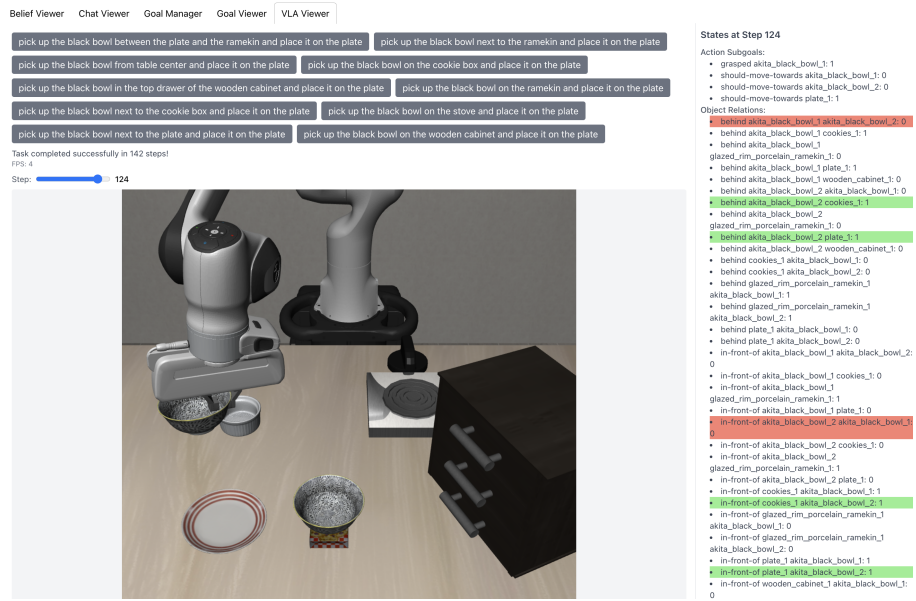 Belief Viewer Chat Viewer Goal Manager Goal Viewer VLA Viewer
pick up the black bowl between the plate and the ramekin and place it on the plate
pick up the black bowl next to the ramekin and place it on the plate
pick up the black bowl from table center and place it on the plate
pick up the black bowl on the cookie box and place it on the plate
pick up the black bowl in the top drawer of the wooden cabinet and place it on the plate
pick up the black bowl on the ramekin and place it on the plate
pick up the black bowl next to the cookie box and place it on the plate
pick up the black bowl on the stove and place it on the plate
pick up the black bowl next to the plate and place it on the plate
pick up the black bowl on the wooden cabinet and place it on the plate
Task completed successfully in 142 steps!
FPS: 4
Step: 124
States at Step 124
Action Subgoals:
• grasped akita_black_bowl_1: 1
• should-move-towards akita_black_bowl_1: 0
• should-move-towards akita_black_bowl_2: 0
• should-move-towards plate_1: 1
Object Relations:
• behind akita_black_bowl_1 akita_black_bowl_2: 0
• behind akita_black_bowl_1 cookies_1: 1
• behind akita_black_bowl_1
glazed_rim_porcelain_ramekin_1: 0
• behind akita_black_bowl_1 plate_1: 1
• behind akita_black_bowl_1 wooden_cabinet_1: 0
• behind akita_black_bowl_2 akita_black_bowl_1: 0
• behind akita_black_bowl_2 cookies_1: 1
• behind akita_black_bowl_2
glazed_rim_porcelain_ramekin_1: 0
• behind akita_black_bowl_2 plate_1: 1
• behind akita_black_bowl_2 wooden_cabinet_1: 0
• behind cookies_1 akita_black_bowl_1: 0
• behind cookies_1 akita_black_bowl_2: 0
• behind glazed_rim_porcelain_ramekin_1
akita_black_bowl_1: 1
• behind glazed_rim_porcelain_ramekin_1
akita_black_bowl_2: 1
• behind plate_1 akita_black_bowl_1: 0
• behind plate_1 akita_black_bowl_2: 0
• in-front-of akita_black_bowl_1 akita_black_bowl_2:
0
• in-front-of akita_black_bowl_1 cookies_1: 0
• in-front-of akita_black_bowl_1
glazed_rim_porcelain_ramekin_1: 1
• in-front-of akita_black_bowl_1 plate_1: 0
• in-front-of akita_black_bowl_2 akita_black_bowl_1:
0
• in-front-of akita_black_bowl_2 cookies_1: 0
• in-front-of akita_black_bowl_2
glazed_rim_porcelain_ramekin_1: 1
• in-front-of akita_black_bowl_2 plate_1: 0
• in-front-of cookies_1 akita_black_bowl_1: 1
• in-front-of cookies_1 akita_black_bowl_2: 1
• in-front-of glazed_rim_porcelain_ramekin_1
akita_black_bowl_1: 0
• in-front-of glazed_rim_porcelain_ramekin_1
akita_black_bowl_2: 0
• in-front-of plate_1 akita_black_bowl_1: 1
• in-front-of plate_1 akita_black_bowl_2: 1
• in-front-of wooden_cabinet_1 akita_black_bowl_1:
0